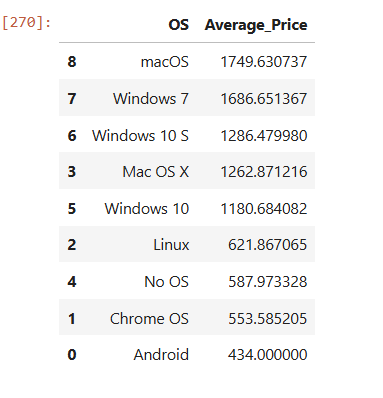 [270]:
OS Average_Price
8 macOS 1749.630737
7 Windows 7 1686.651367
6 Windows 10 S 1286.479980
3 Mac OS X 1262.871216
5 Windows 10 1180.684082
2 Linux 621.867065
4 No OS 587.973328
1 Chrome OS 553.585205
0 Android 434.000000